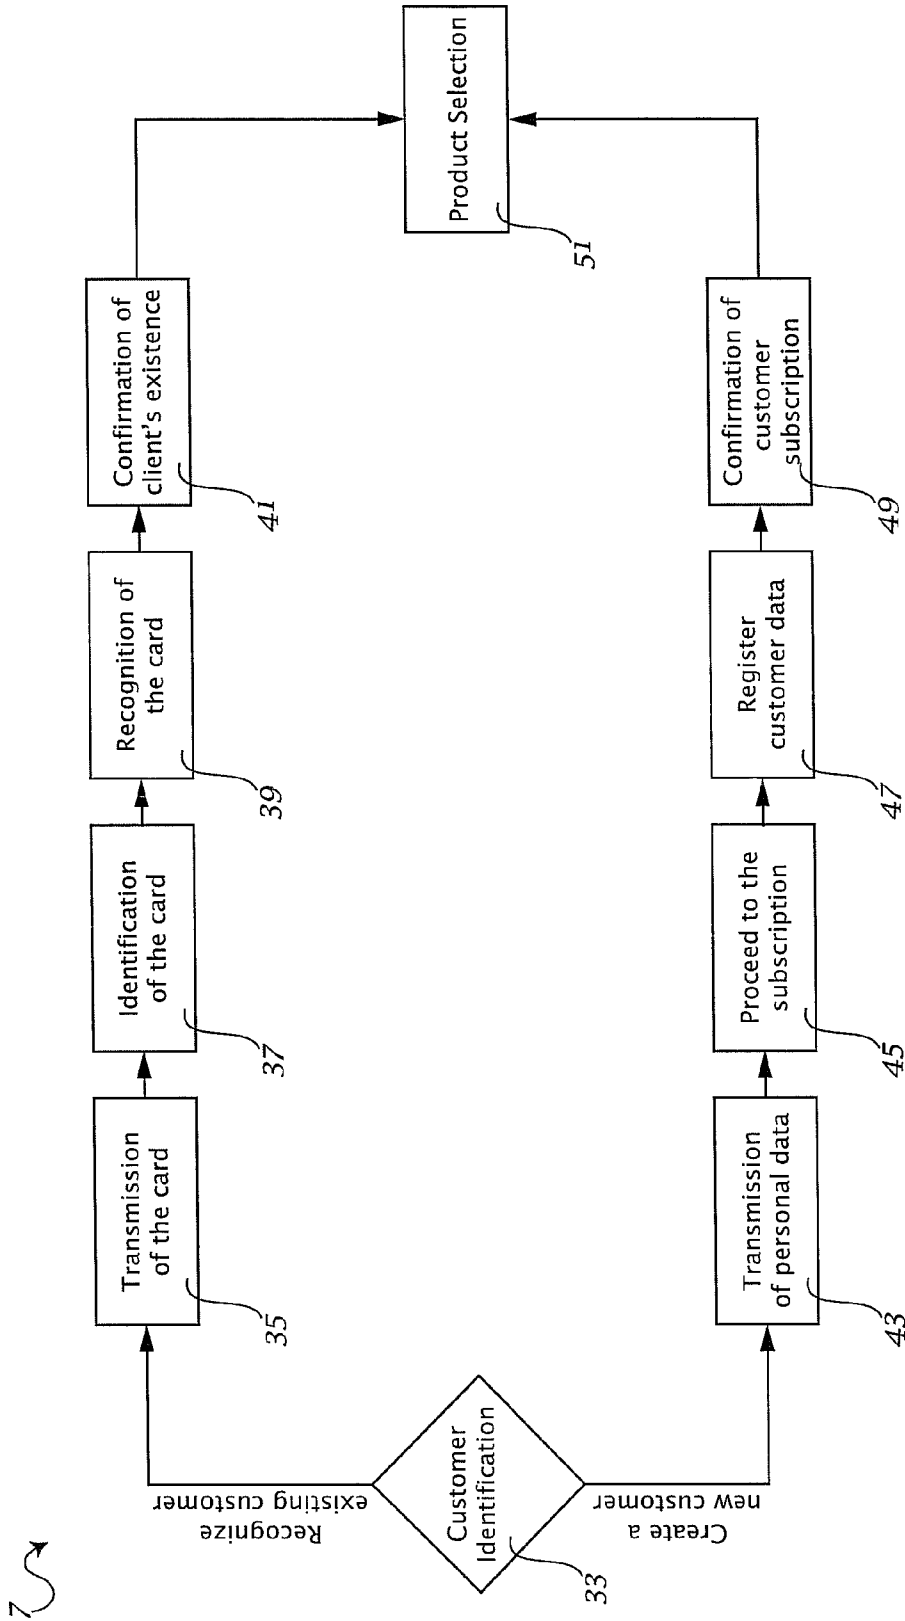 7
Customer
Identification
33
Recognize
existing customer
Transmission
of the card
35
Identification
of the card
37
Recognition of
the card
39
Confirmation of
client's existence
41
Create a
new customer
Transmission
of personal data
43
Proceed to the
subscription
45
Register
customer data
47
Confirmation of
customer
subscription
49
Product Selection
51